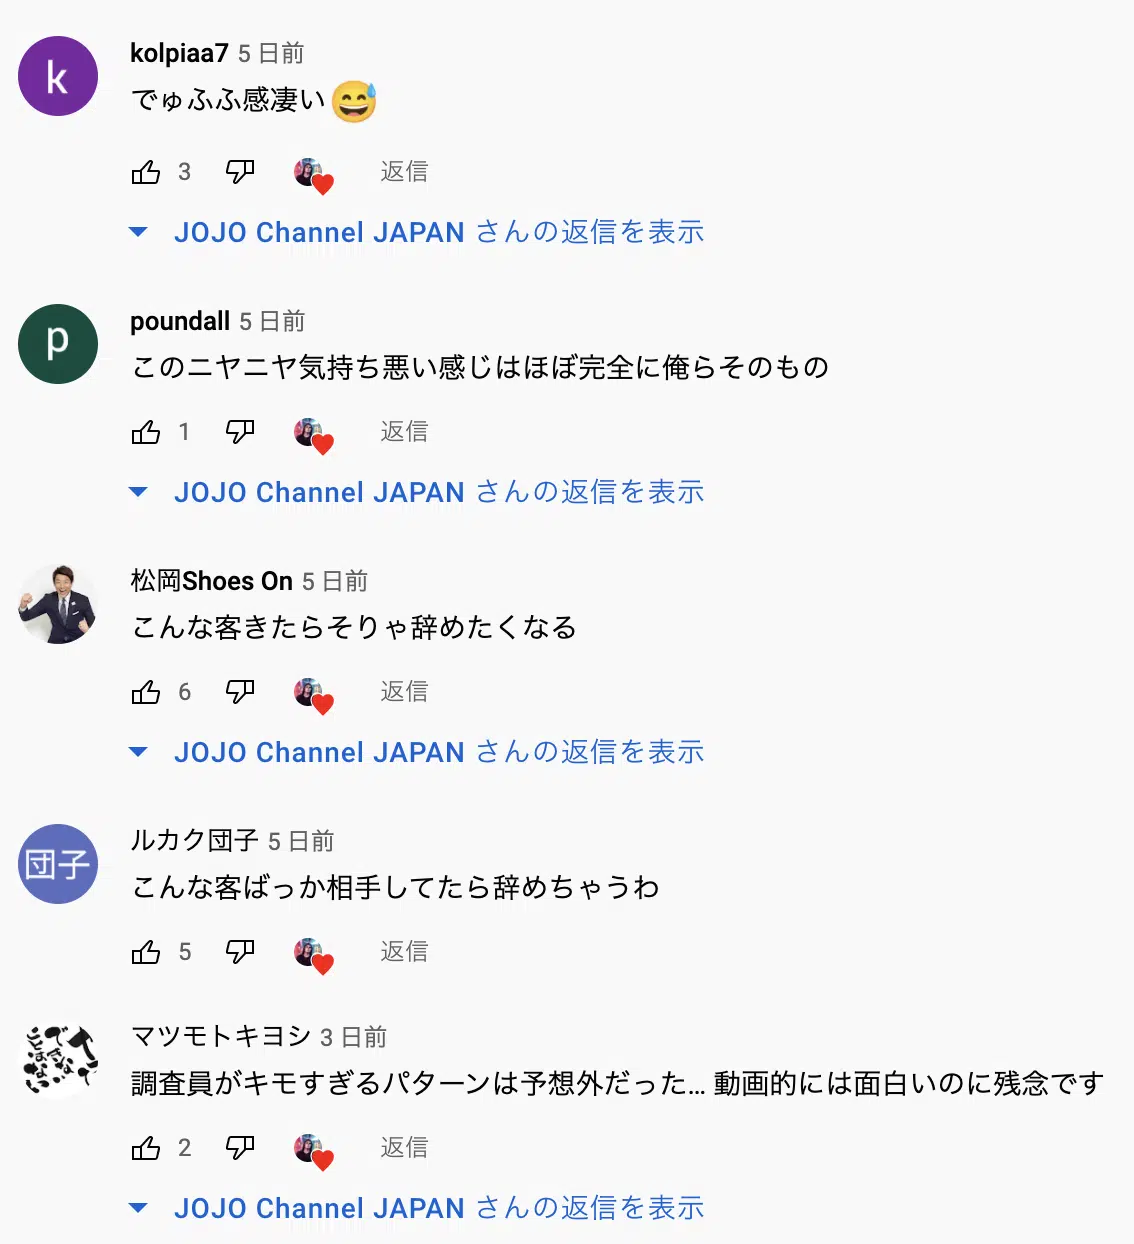 k
kolpiaa7 5 日前
でゅふふ感凄い😅
3 返信
JOJO Channel JAPAN さんの返信を表示
p
poundall 5 日前
このニヤニヤ気持ち悪い感じはほぼ完全に俺らそのもの
1 返信
JOJO Channel JAPAN さんの返信を表示
松岡Shoes On 5 日前
こんな客きたらそりゃ辞めたくなる
6 返信
JOJO Channel JAPAN さんの返信を表示
団子
ルカク団子 5 日前
こんな客ばっか相手してたら辞めちゃうわ
5 返信
マツモトキヨシ 3 日前
調査員がキモすぎるパターンは予想外だった... 動画的には面白いのに残念です
2 返信
JOJO Channel JAPAN さんの返信を表示